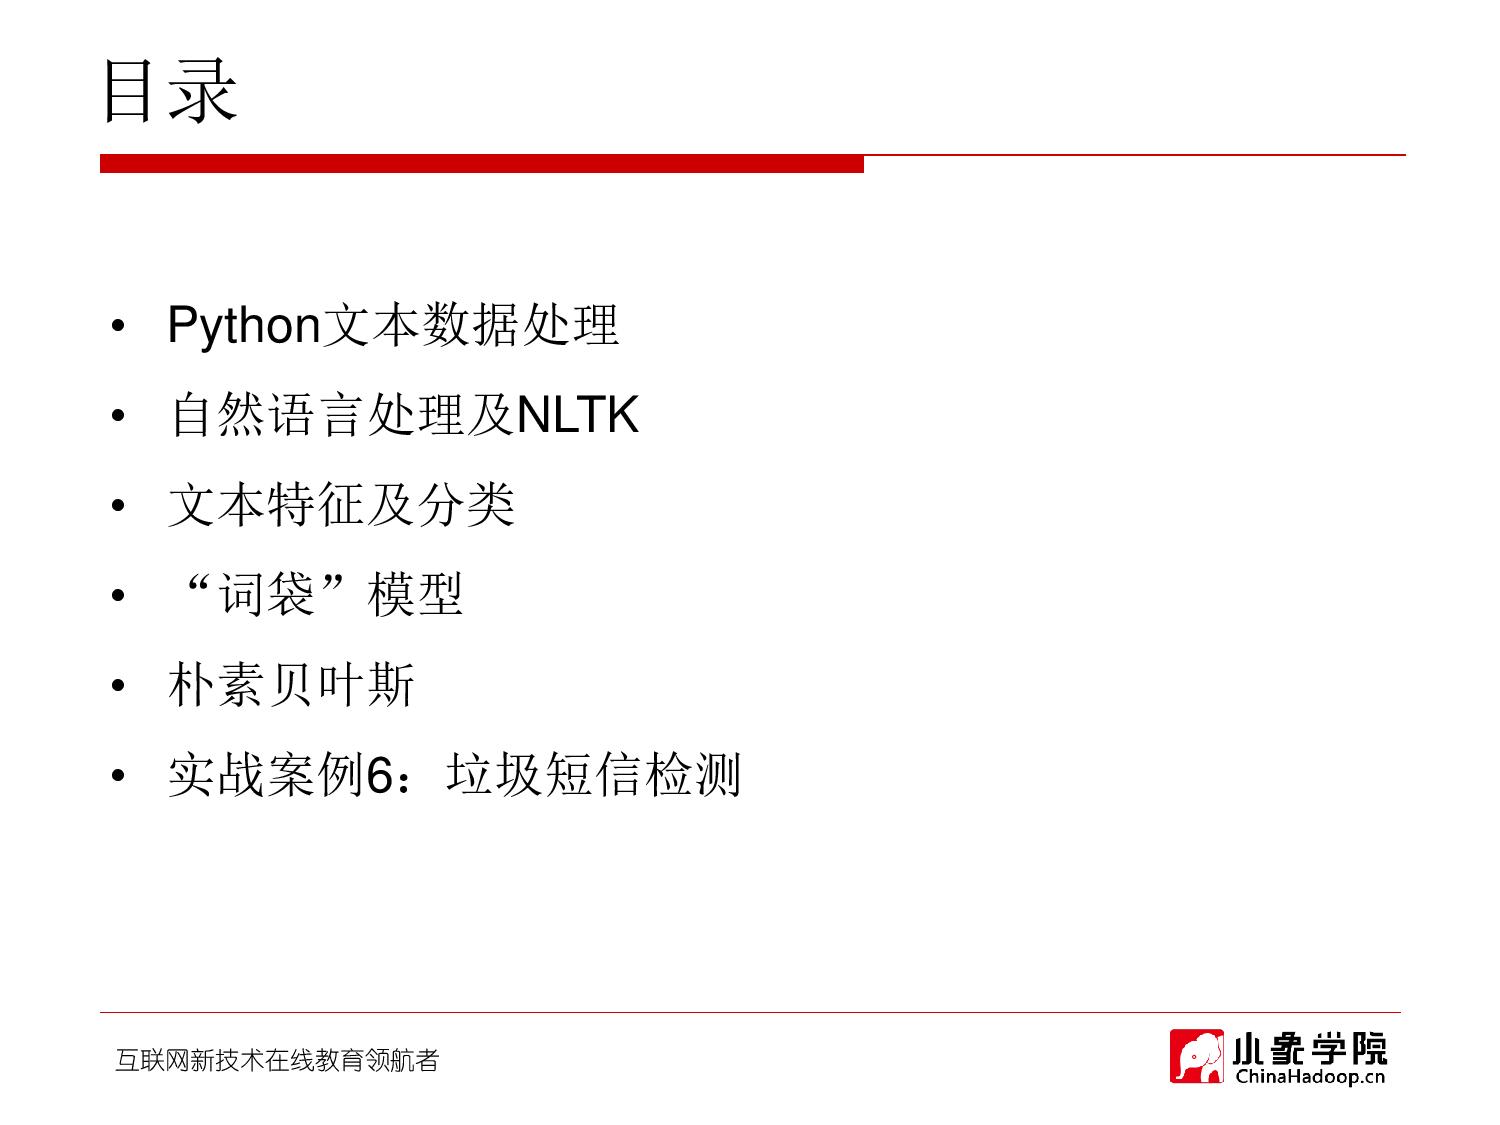 目录
• Python文本数据处理
• 自然语言处理及NLTK
• 文本特征及分类
• “词袋”模型
• 朴素贝叶斯
• 实战案例6：垃圾短信检测
互联网新技术在线教育领航者
小象学院
ChinaHadoop.cn